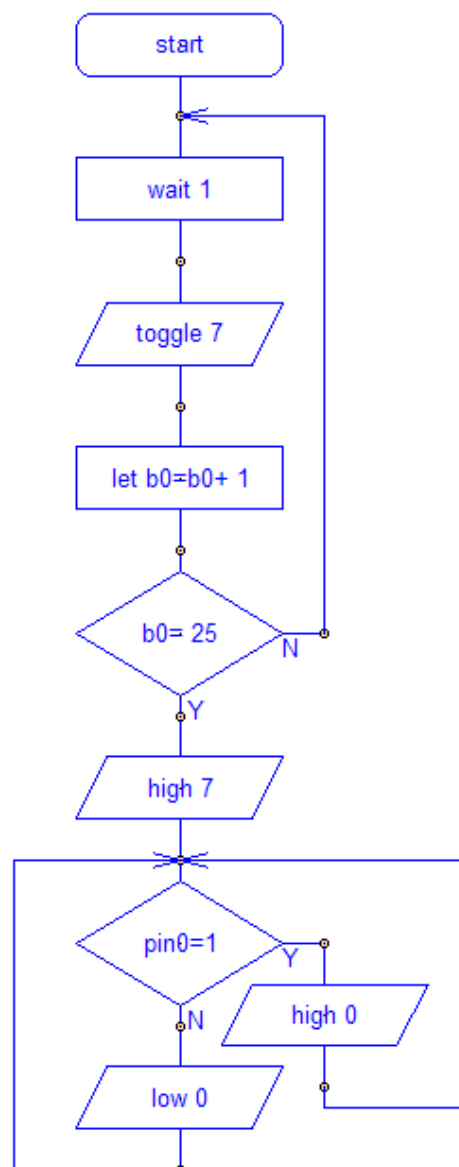 start
wait 1
toggle 7
let b0=b0+ 1
b0= 25
N
Y
high 7
pin0=1
Y
N
high 0
low 0